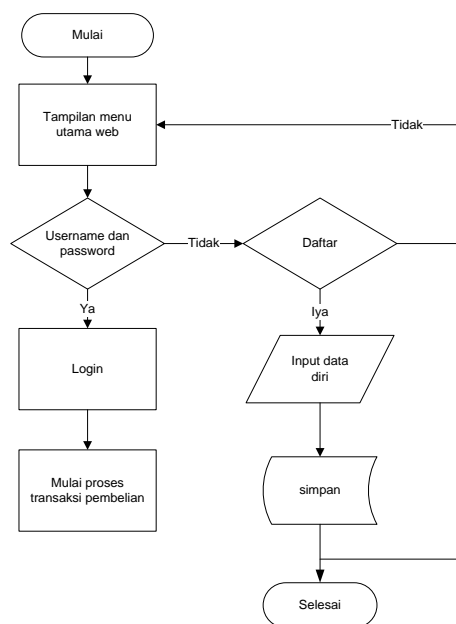 Mulai
Tampilan menu
utama web
Tidak
Username dan
password
Tidak
Daftar
Ya
Iya
Login
Input data
diri
Mulai proses
transaksi pembelian
simpan
Selesai